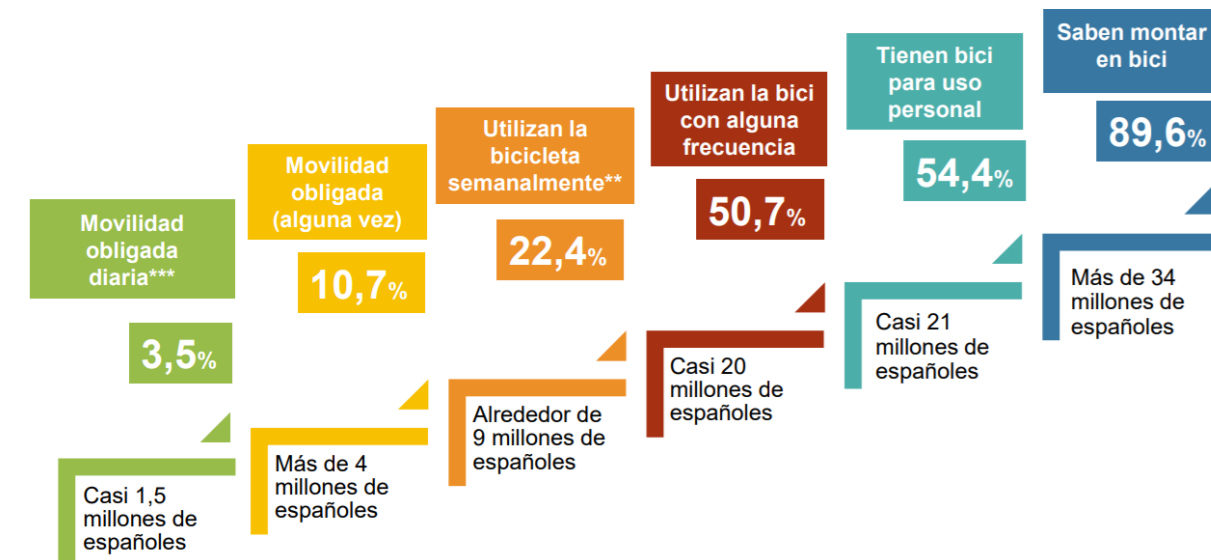 Movilidad
obligada
diaria***
3,5%
Casi 1,5
millones de
españoles
Movilidad
obligada
(alguna vez)
10,7%
Más de 4
millones de
españoles
Utilizan la
bicicleta
semanalmente**
22,4%
Alrededor de
9 millones de
españoles
Utilizan la bici
con alguna
frecuencia
50,7%
Casi 20
millones de
españoles
Tienen bici
para uso
personal
54,4%
Casi 21
millones de
españoles
Saben montar
en bici
89,6%
Más de 34
millones de
españoles